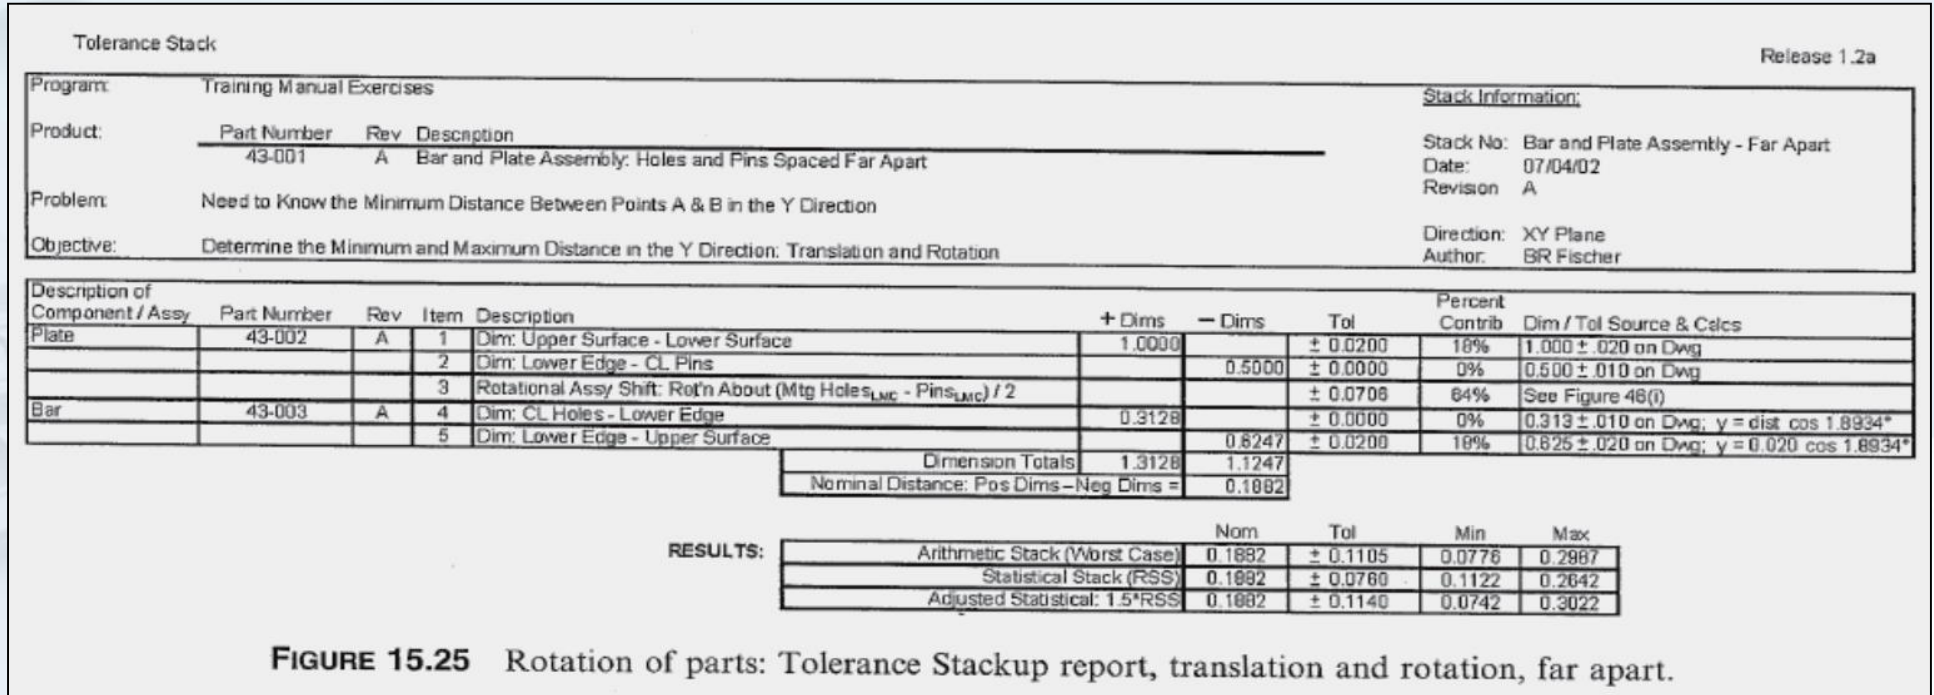 Tolerance Stack
Release 1.2a
Program: Training Manual Exercises
Stack Information:
Product: Part Number Rev Description
43-001 A Bar and Plate Assembly: Holes and Pins Spaced Far Apart
Stack No: Bar and Plate Assembly - Far Apart
Date: 07/04/02
Revision A
Problem: Need to Know the Minimum Distance Between Points A & B in the Y Direction
Objective: Determine the Minimum and Maximum Distance in the Y Direction: Translation and Rotation
Direction: XY Plane
Author: BR Fischer
Description of
Component / Assy Part Number Rev Item Description + Dims - Dims Tol Percent Contrib Dim / Tol Source & Calcs
Plate 43-002 A 1 Dim: Upper Surface - Lower Surface 1.0000 ± 0.0200 18% 1.000 ± .020 on Dwg
2 Dim: Lower Edge - CL Pins 0.5000 ± 0.0000 0% 0.500 ± .010 on Dwg
3 Rotational Assy Shift: Rot'n About (Mtg HolesLMC - PinsLMC) / 2 ± 0.0706 64% See Figure 46(i)
Bar 43-003 A 4 Dim: CL Holes - Lower Edge 0.3128 ± 0.0000 0% 0.313 ± .010 on Dwg; y = dist cos 1.8934°
5 Dim: Lower Edge - Upper Surface 0.6247 ± 0.0200 18% 0.625 ± .020 on Dwg; y = 0.020 cos 1.8934°
Dimension Totals 1.3128 1.1247
Nominal Distance: Pos Dims - Neg Dims = 0.1882
Nom Tol Min Max
RESULTS: Arithmetic Stack (Worst Case) 0.1882 ± 0.1105 0.0776 0.2987
Statistical Stack (RSS) 0.1882 ± 0.0760 0.1122 0.2642
Adjusted Statistical: 1.5*RSS 0.1882 ± 0.1140 0.0742 0.3022
FIGURE 15.25 Rotation of parts: Tolerance Stackup report, translation and rotation, far apart.